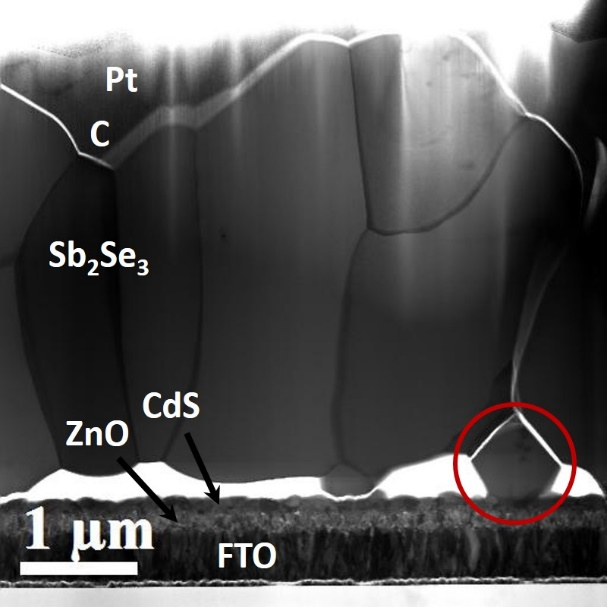 Pt
C
Sb₂Se₃
CdS
ZnO
1 μm
FTO